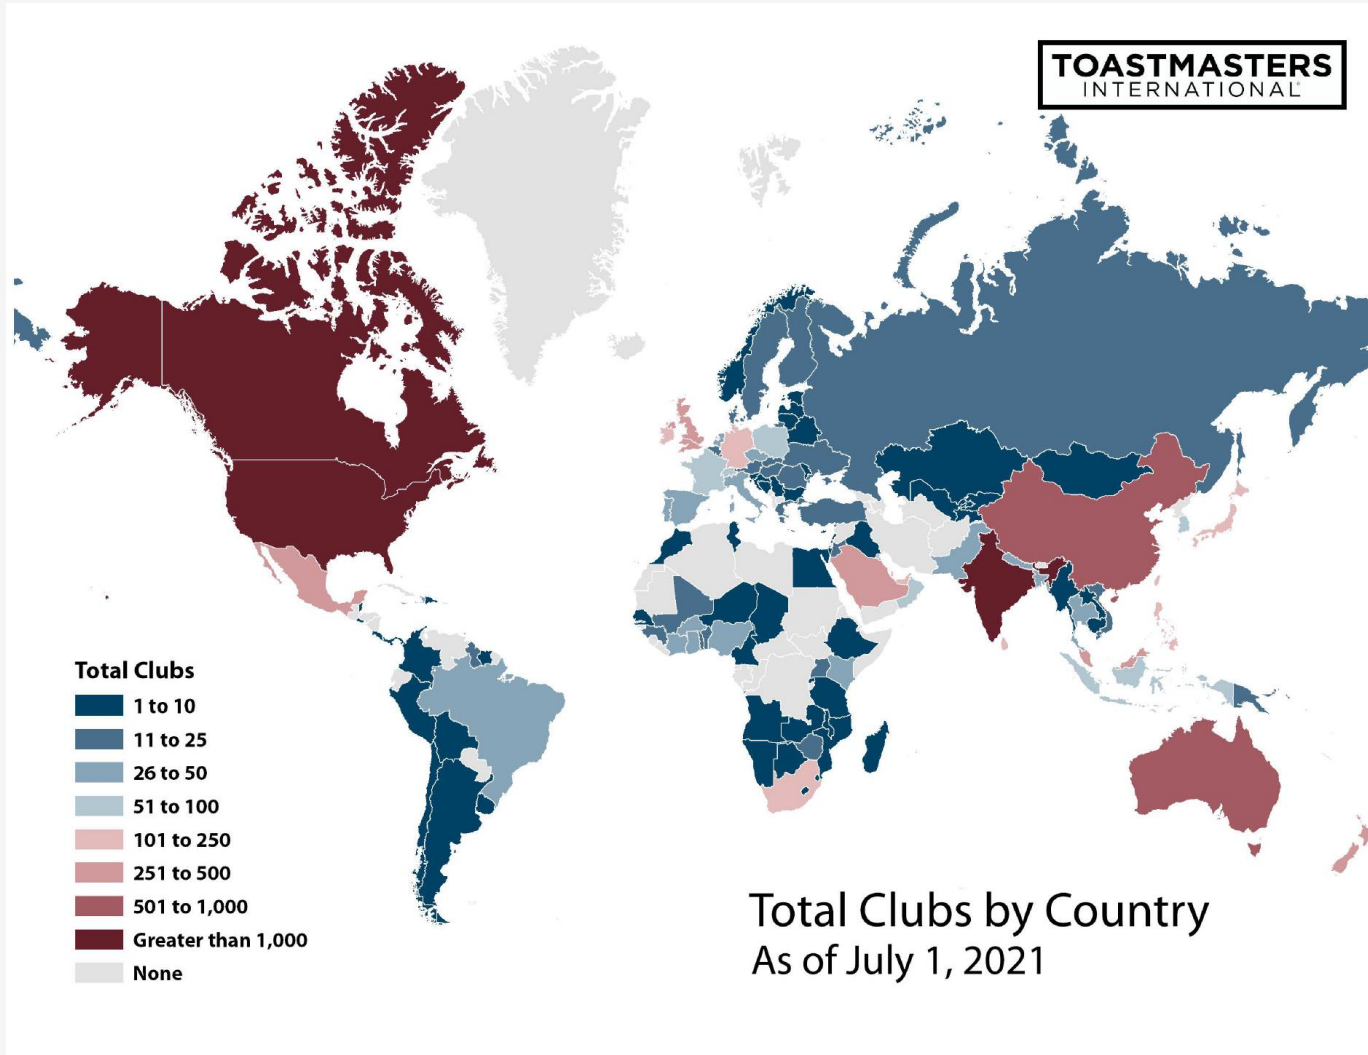 TOASTMASTERS
INTERNATIONAL
Total Clubs
1 to 10
11 to 25
26 to 50
51 to 100
101 to 250
251 to 500
501 to 1,000
Greater than 1,000
None
Total Clubs by Country
As of July 1, 2021